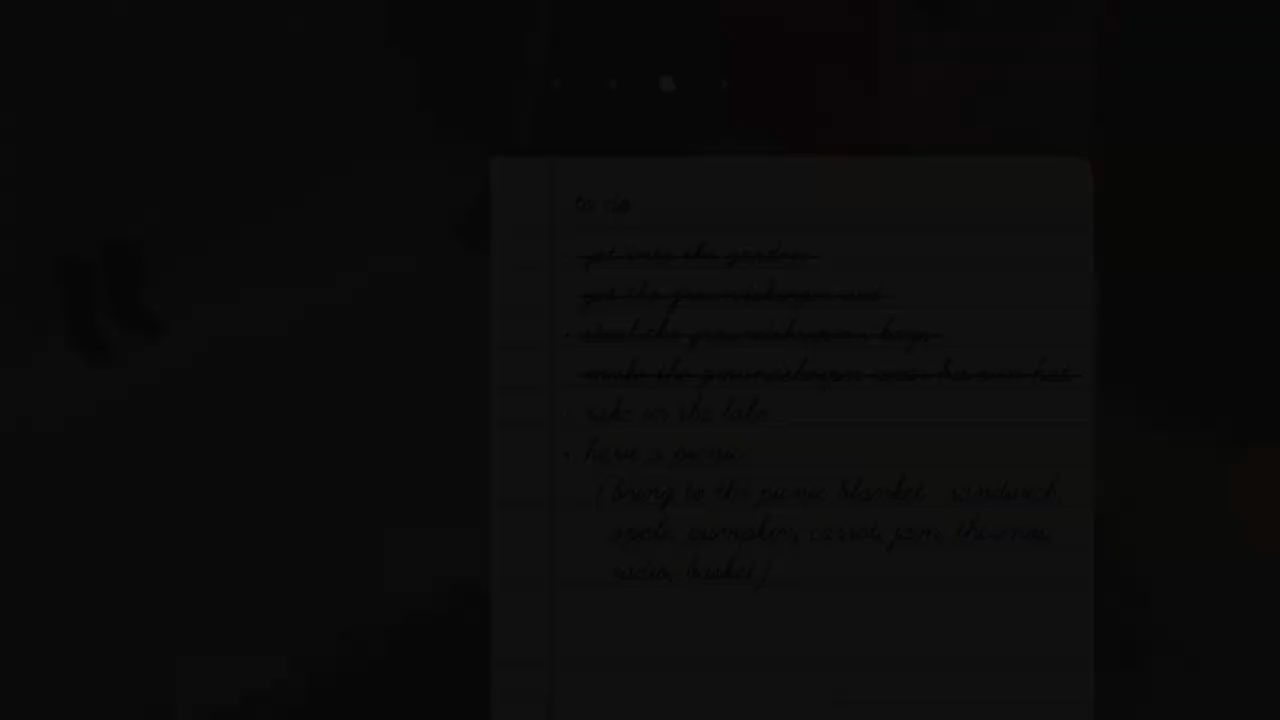 to do
get into the garden
get the groundskeeper wet
steal the groundskeeper's keys
make the groundskeeper wear his sun hat
rake in the lake
have a picnic
(bring to the picnic blanket: sandwich,
apple, pumpkin, carrot, jam, thermos,
radio, basket)